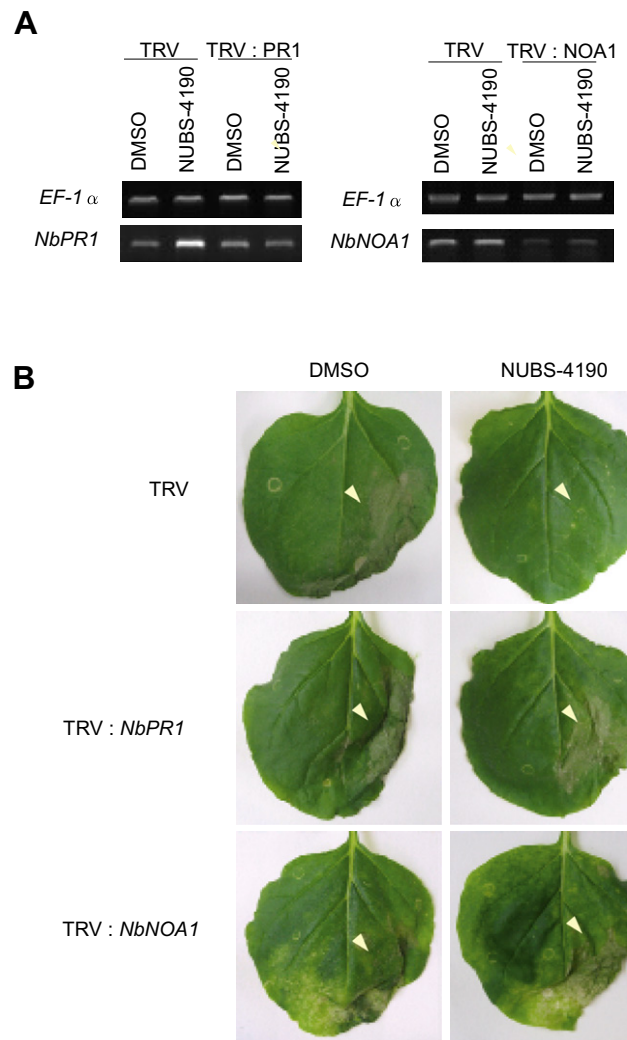 A
TRV TRV : PR1 TRV TRV : NOA1
DMSO NUBS-4190 DMSO NUBS-4190 DMSO NUBS-4190 DMSO NUBS-4190
EF-1 α EF-1 α
NbPR1 NbNOA1
B
DMSO NUBS-4190
TRV
TRV : NbPR1
TRV : NbNOA1